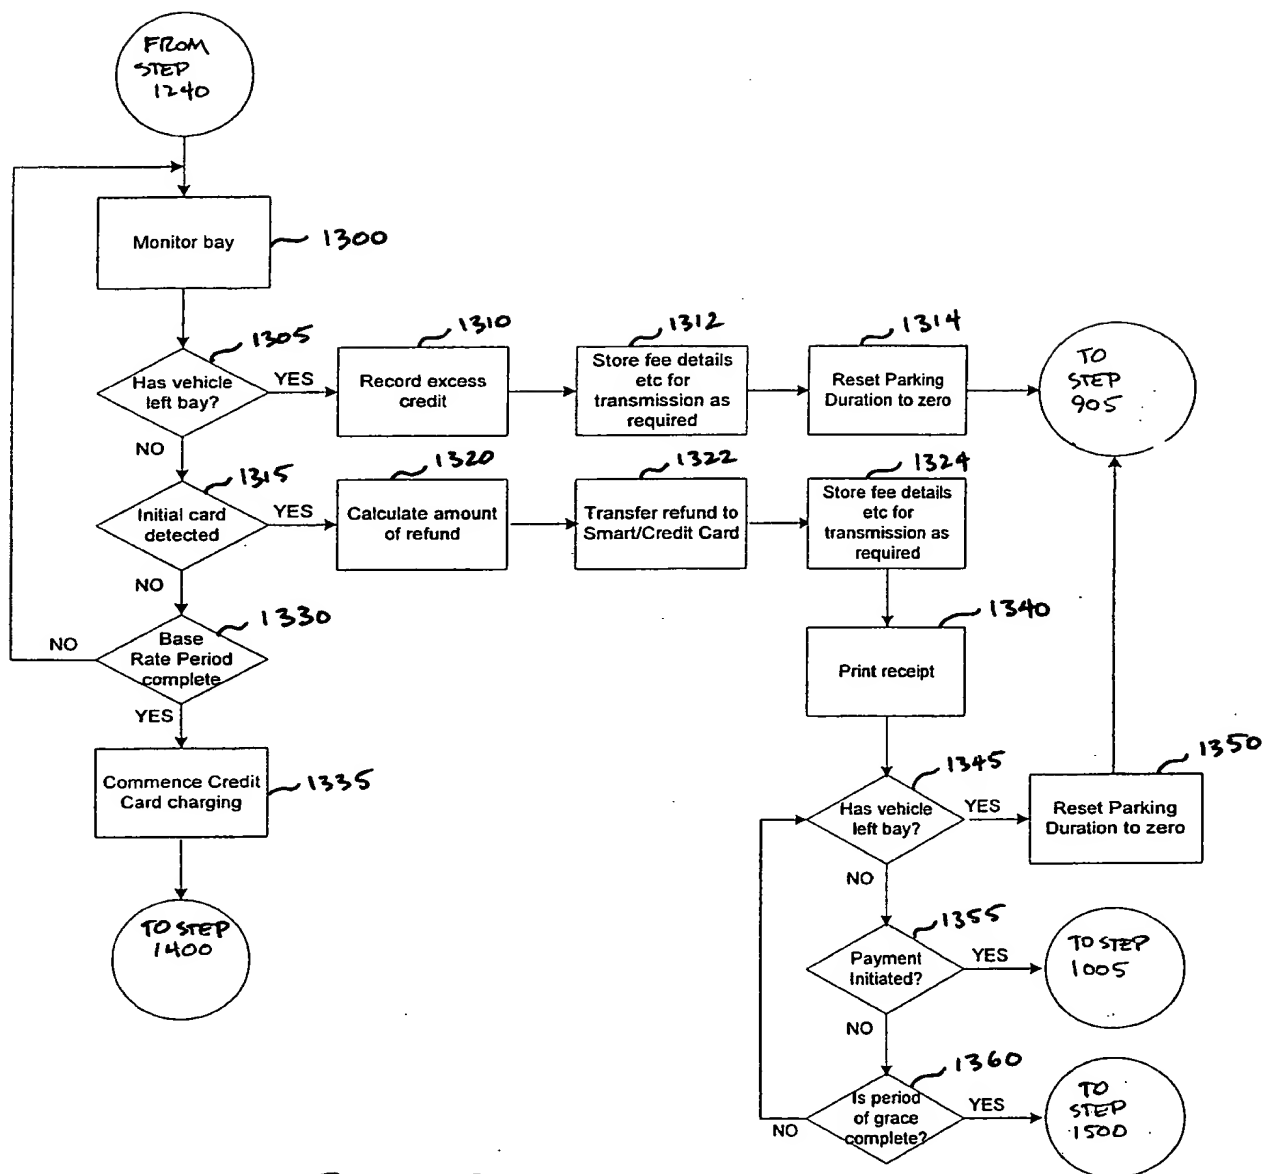 FROM
STEP
1240
Monitor bay
1300
1305
Has vehicle
left bay?
YES
NO
1310
Record excess
credit
1312
Store fee details
etc for
transmission as
required
1314
Reset Parking
Duration to zero
TO
STEP
905
1315
Initial card
detected
YES
NO
1320
Calculate amount
of refund
1322
Transfer refund to
Smart/Credit Card
1324
Store fee details
etc for
transmission as
required
1330
Base
Rate Period
complete
NO
YES
1335
Commence Credit
Card charging
TO STEP
1400
1340
Print receipt
1345
Has vehicle
left bay?
YES
NO
1350
Reset Parking
Duration to zero
1355
Payment
Initiated?
YES
NO
TO STEP
1005
1360
Is period
of grace
complete?
YES
NO
TO
STEP
1500